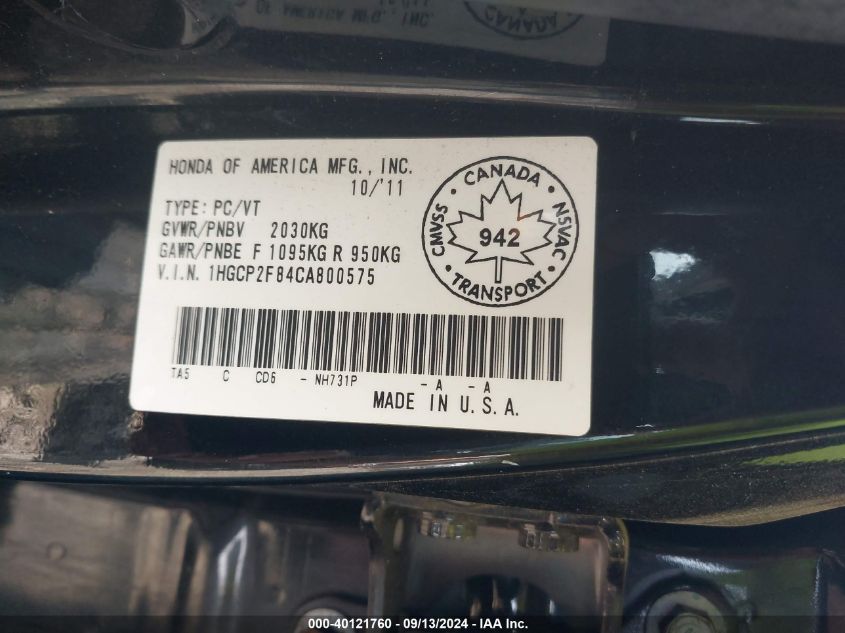 HONDA OF AMERICA MFG., INC.
10/'11
TYPE: PC/VT
GVWR/PNBV 2030KG
GAWR/PNBE F 1095KG R 950KG
V.I.N. 1HGCP2F84CA800575
CMVSS · CANADA · NSVAC · TRANSPORT ·
942
TA5 C CD6 - NH731P - A - A
MADE IN U.S.A.
000-40121760 - 09/13/2024 - IAA Inc.